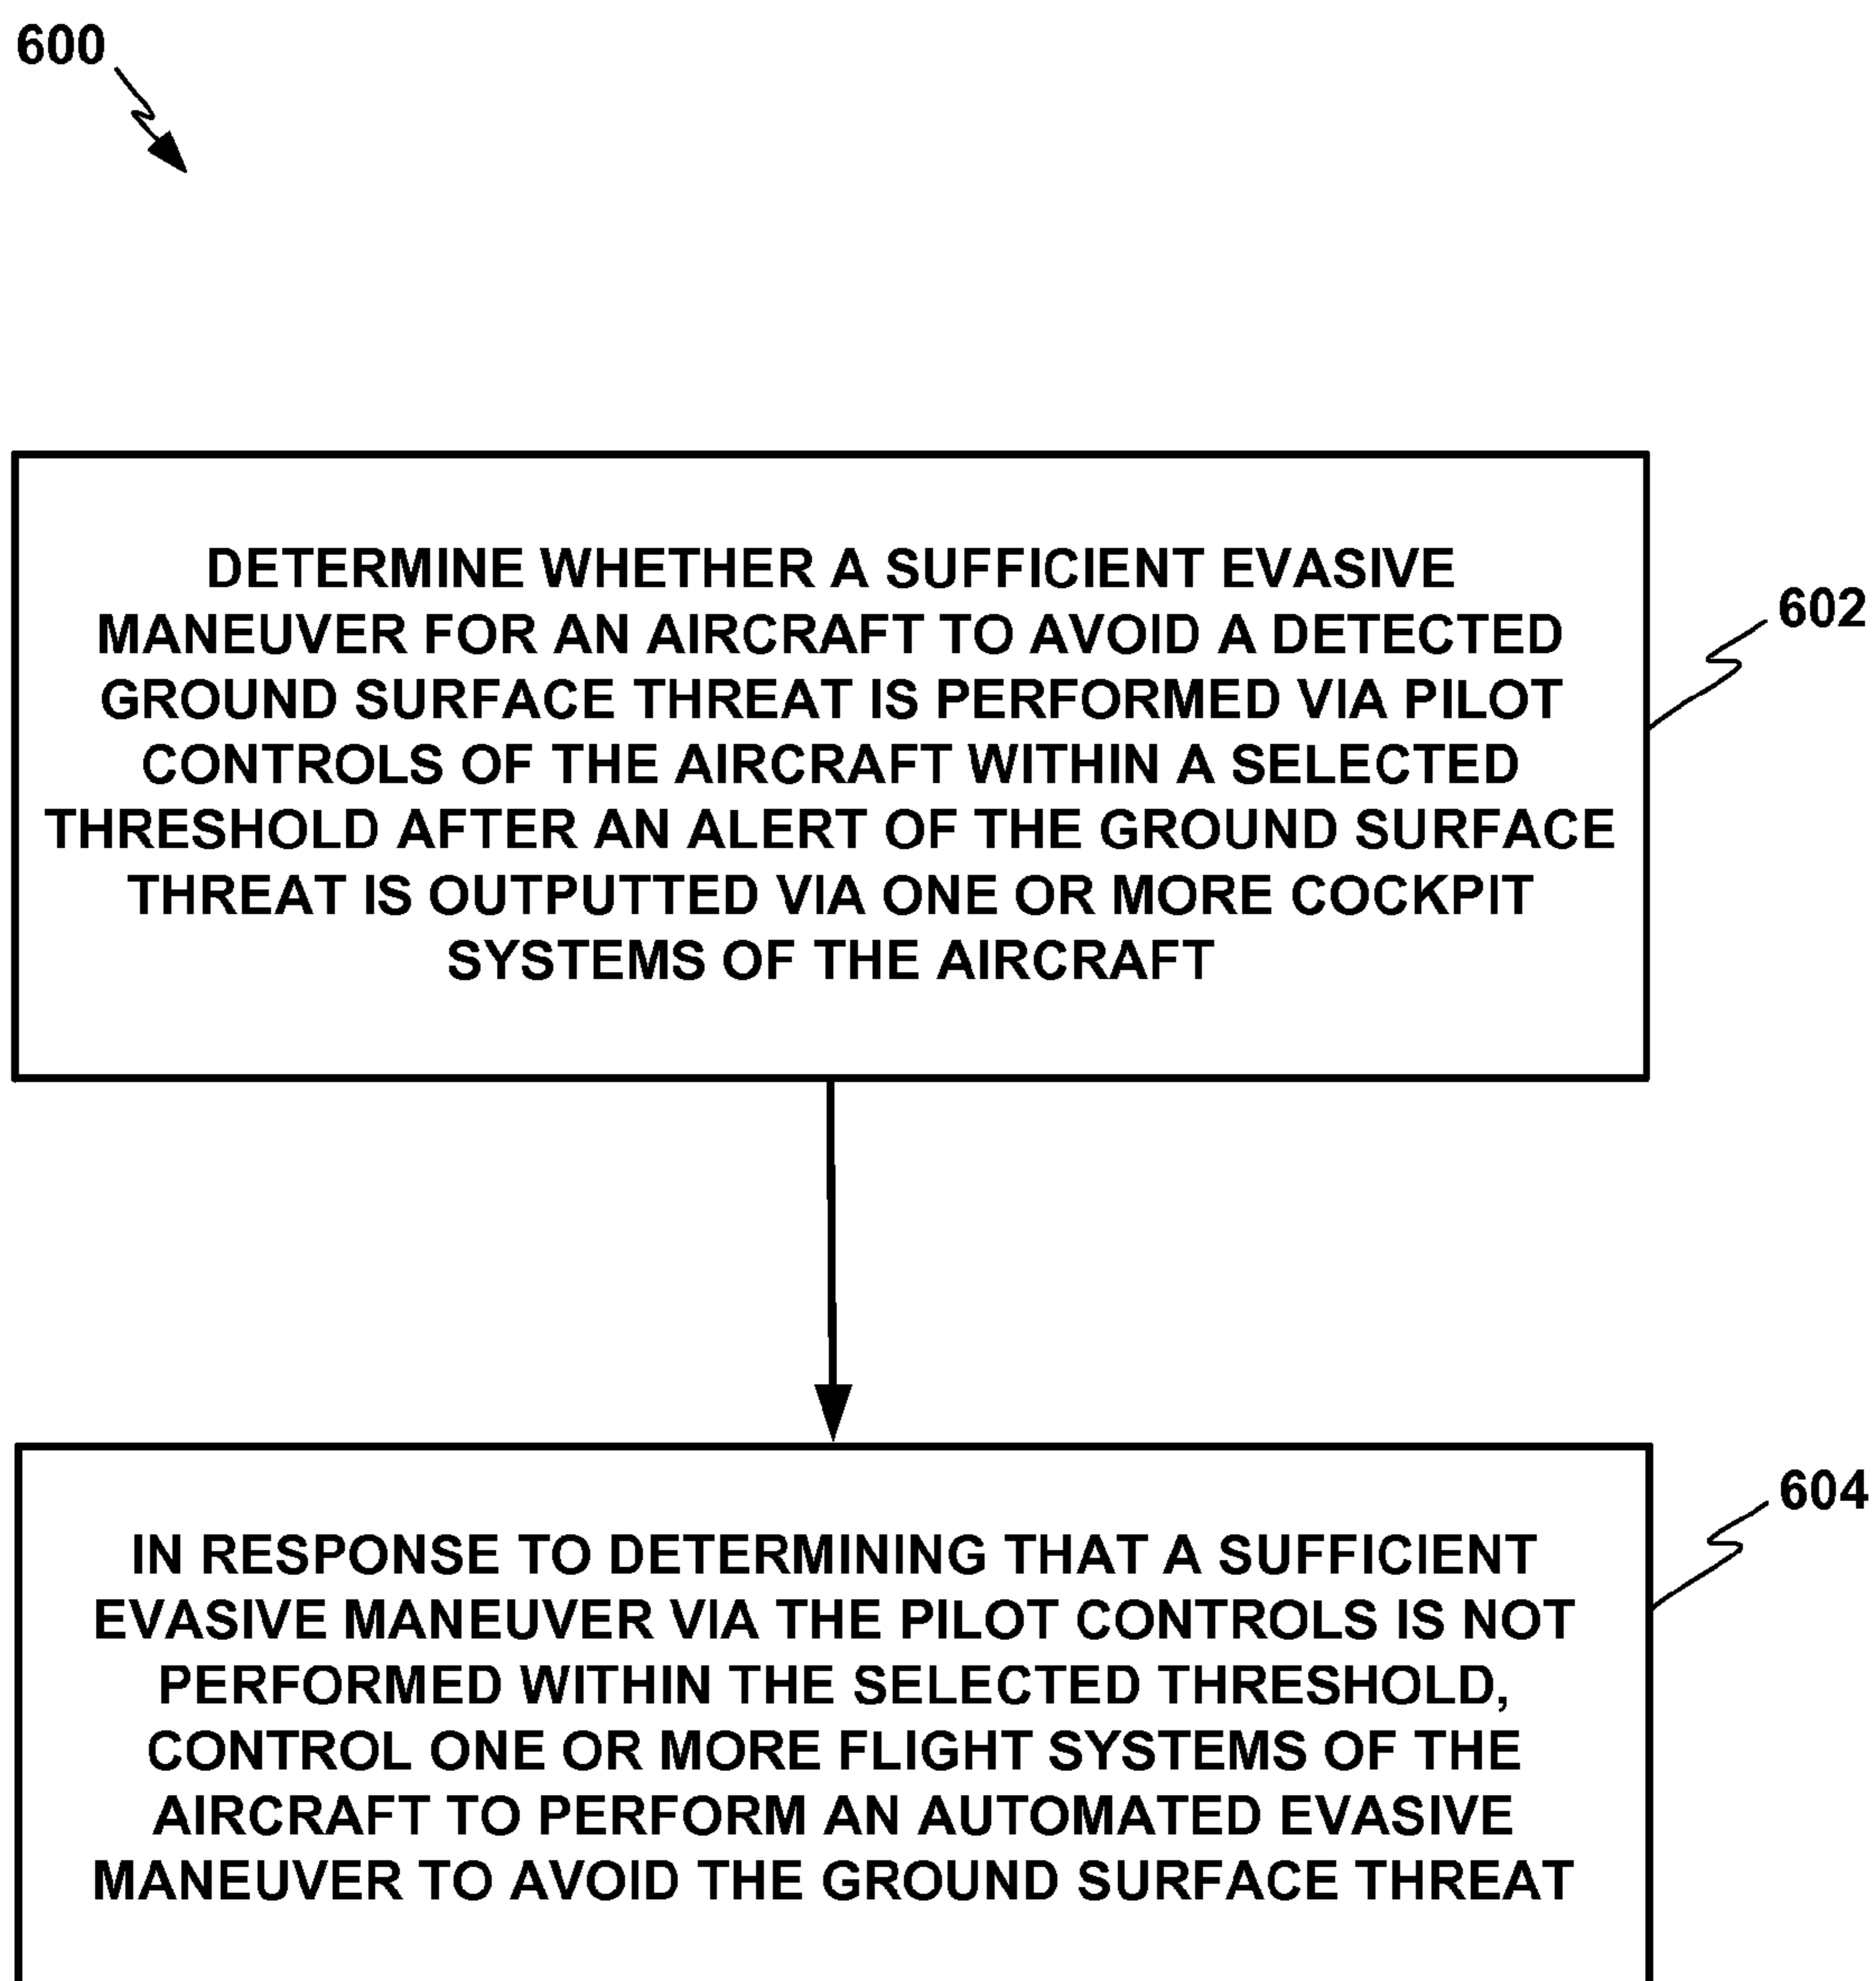 600
DETERMINE WHETHER A SUFFICIENT EVASIVE
MANEUVER FOR AN AIRCRAFT TO AVOID A DETECTED
GROUND SURFACE THREAT IS PERFORMED VIA PILOT
CONTROLS OF THE AIRCRAFT WITHIN A SELECTED
THRESHOLD AFTER AN ALERT OF THE GROUND SURFACE
THREAT IS OUTPUTTED VIA ONE OR MORE COCKPIT
SYSTEMS OF THE AIRCRAFT
602
IN RESPONSE TO DETERMINING THAT A SUFFICIENT
EVASIVE MANEUVER VIA THE PILOT CONTROLS IS NOT
PERFORMED WITHIN THE SELECTED THRESHOLD,
CONTROL ONE OR MORE FLIGHT SYSTEMS OF THE
AIRCRAFT TO PERFORM AN AUTOMATED EVASIVE
MANEUVER TO AVOID THE GROUND SURFACE THREAT
604